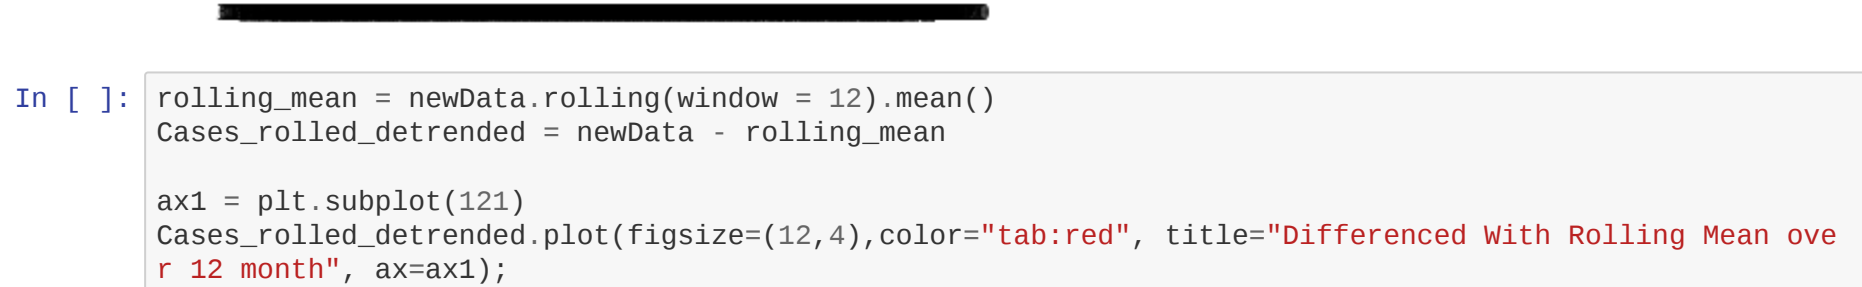 In [ ]: rolling_mean = newData.rolling(window = 12).mean()
Cases_rolled_detrended = newData - rolling_mean
ax1 = plt.subplot(121)
Cases_rolled_detrended.plot(figsize=(12,4),color="tab:red", title="Differenced With Rolling Mean ove
r 12 month", ax=ax1);